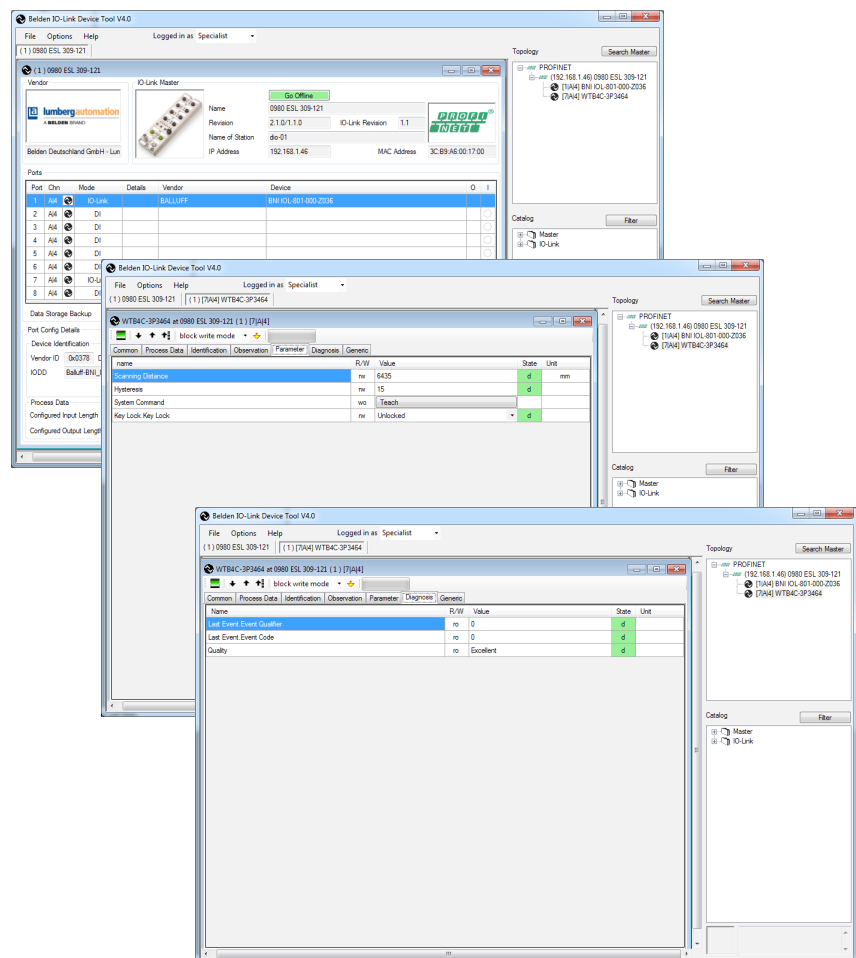 Belden IO-Link Device Tool V4.0
File Options Help Logged in as Specialist
( 1 ) 0980 ESL 309-121
Topology Search Master
( 1 ) 0980 ESL 309-121
Vendor IO-Link Master
lumbergautomation
A BELDEN BRAND
Belden Deutschland GmbH - Lum
Go Offline
Name 0980 ESL 309-121
Revision 2.1.0/1.1.0 IO-Link Revision 1.1
Name of Station dio-01
IP Address 192.168.1.46 MAC Address 3C:B9:A6:00:17:00
PROFI
NET
PROFINET
(192.168.1.46) 0980 ESL 309-121
[1|A|4] BNI IOL-801-000-Z036
[7|A|4] WTB4C-3P3464
Ports
Port Chn Mode Details Vendor Device O I
1 A|4 IO-Link BALLUFF BNI IOL-801-000-Z036
2 A|4 DI
3 A|4 DI
4 A|4 DI
5 A|4 DI
6 A|4 DI
7 A|4 IO-Li
8 A|4 DI
Data Storage Backup
Port Config Details
Device Identification
Vendor ID 0x0378 D
IODD Balluff-BNI_I
Process Data
Configured Input Length
Configured Output Length
Catalog Filter
Master
IO-Link
Belden IO-Link Device Tool V4.0
File Options Help Logged in as Specialist
( 1 ) 0980 ESL 309-121 ( 1 ) [7|A|4] WTB4C-3P3464
Topology Search Master
WTB4C-3P3464 at 0980 ESL 309-121 ( 1 ) [7|A|4]
block write mode
Common Process Data Identification Observation Parameter Diagnosis Generic
name R/W Value State Unit
Scanning Distance rw 6435 d mm
Hysteresis rw 15 d
System Command wo Teach
Key Lock.Key Lock rw Unlocked d
PROFINET
(192.168.1.46) 0980 ESL 309-121
[1|A|4] BNI IOL-801-000-Z036
[7|A|4] WTB4C-3P3464
Catalog Filter
Master
IO-Link
Belden IO-Link Device Tool V4.0
File Options Help Logged in as Specialist
( 1 ) 0980 ESL 309-121 ( 1 ) [7|A|4] WTB4C-3P3464
Topology Search Master
WTB4C-3P3464 at 0980 ESL 309-121 ( 1 ) [7|A|4]
block write mode
Common Process Data Identification Observation Parameter Diagnosis Generic
Name R/W Value State Unit
Last Event.Event Qualifier ro 0 d
Last Event.Event Code ro 0 d
Quality ro Excellent d
PROFINET
(192.168.1.46) 0980 ESL 309-121
[1|A|4] BNI IOL-801-000-Z036
[7|A|4] WTB4C-3P3464
Catalog Filter
Master
IO-Link